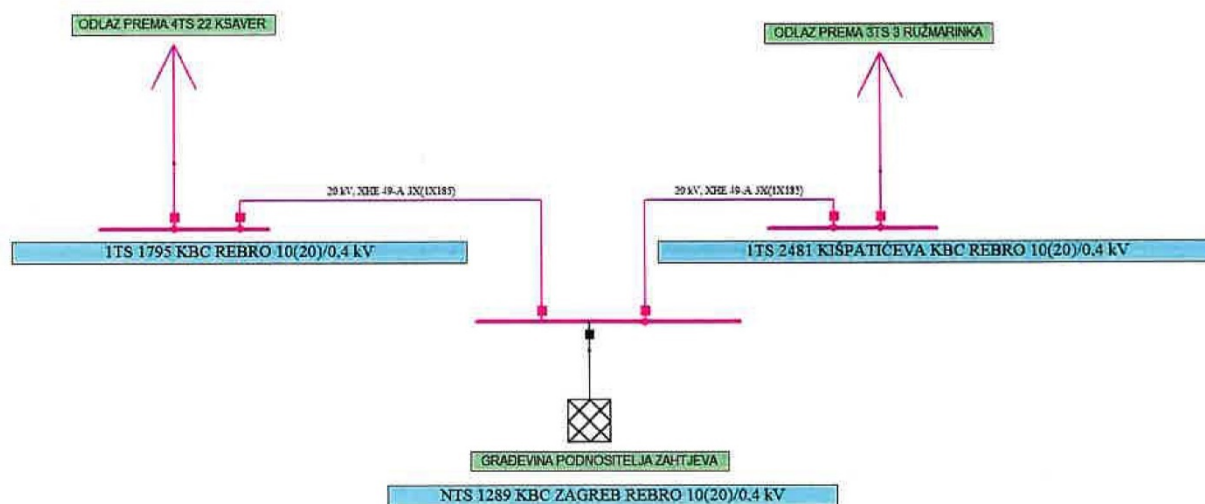 ODLAZ PREMA 4TS 22 KSAVER
ODLAZ PREMA 3TS 3 RUŽMARINKA
20 kV, XHE 49-A 3X(1X185)
20 kV, XHE 49-A 3X(1X185)
1TS 1795 KBC REBRO 10(20)/0,4 kV
1TS 2481 KIŠPATIĆEVA KBC REBRO 10(20)/0,4 kV
GRAĐEVINA PODNOSITELJA ZAHTJEVA
NTS 1289 KBC ZAGREB REBRO 10(20)/0,4 kV